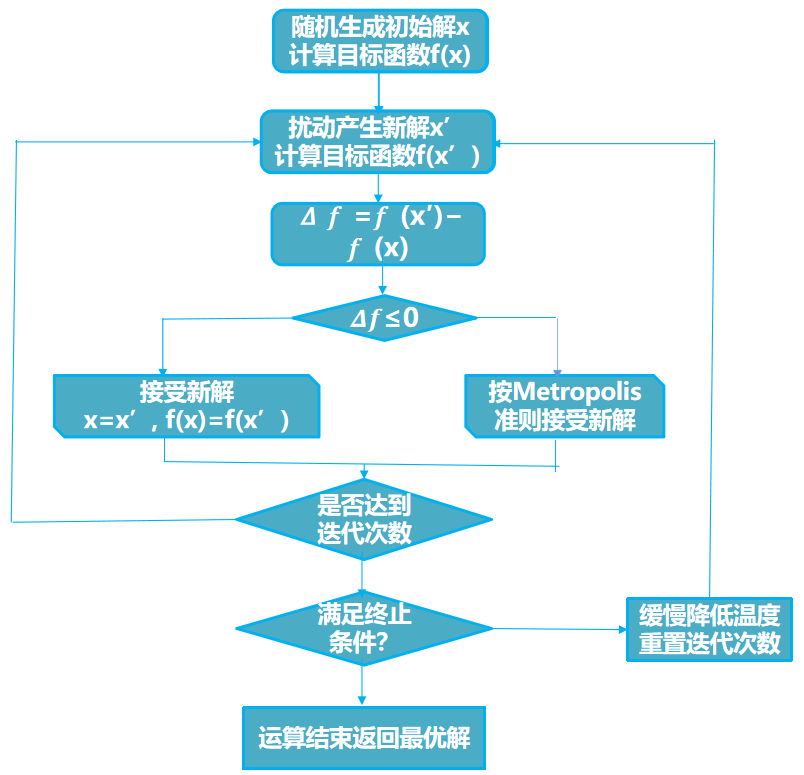 随机生成初始解x
计算目标函数f(x)
扰动产生新解x′
计算目标函数f(x′)
Δf=f(x′)−
f(x)
Δf≤0
接受新解
x=x′, f(x)=f(x′)
按Metropolis
准则接受新解
是否达到
迭代次数
满足终止
条件?
缓慢降低温度
重置迭代次数
运算结束返回最优解